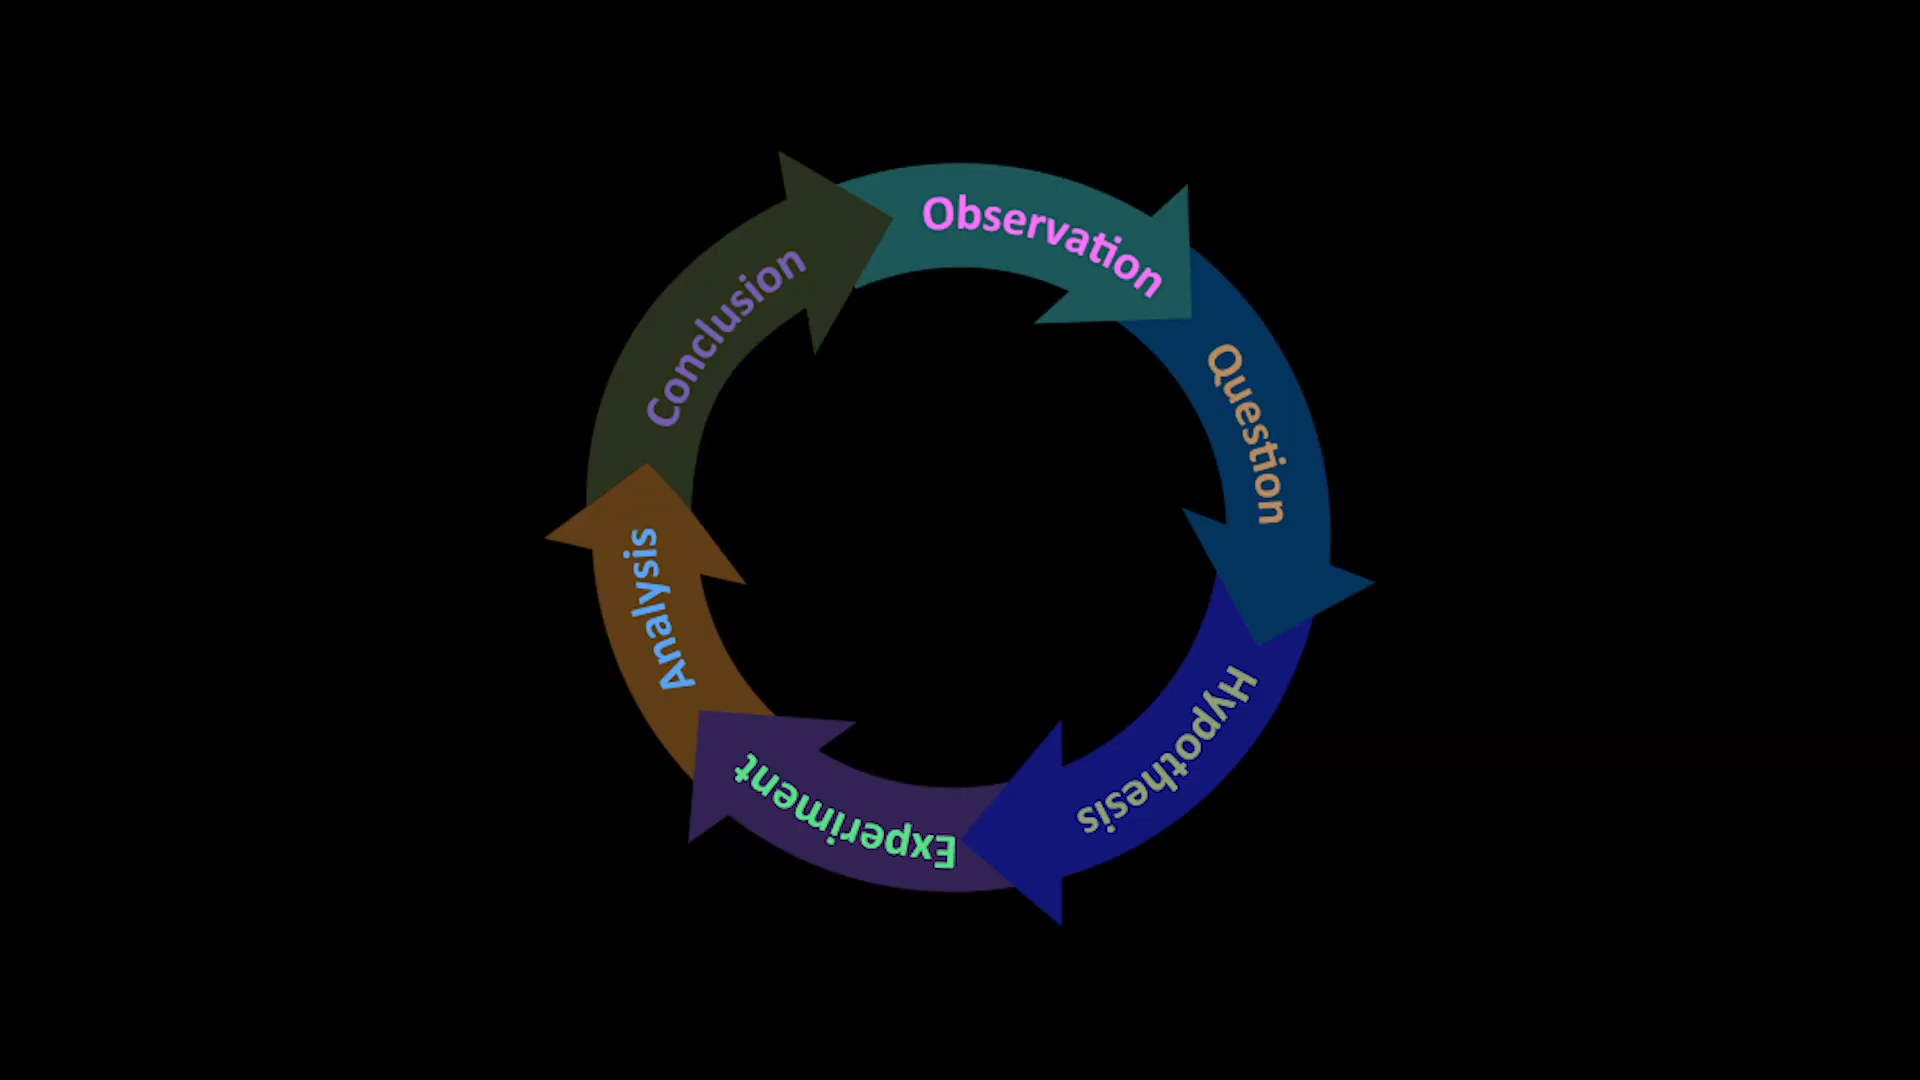 Observation
Question
Hypothesis
Experiment
Analysis
Conclusion